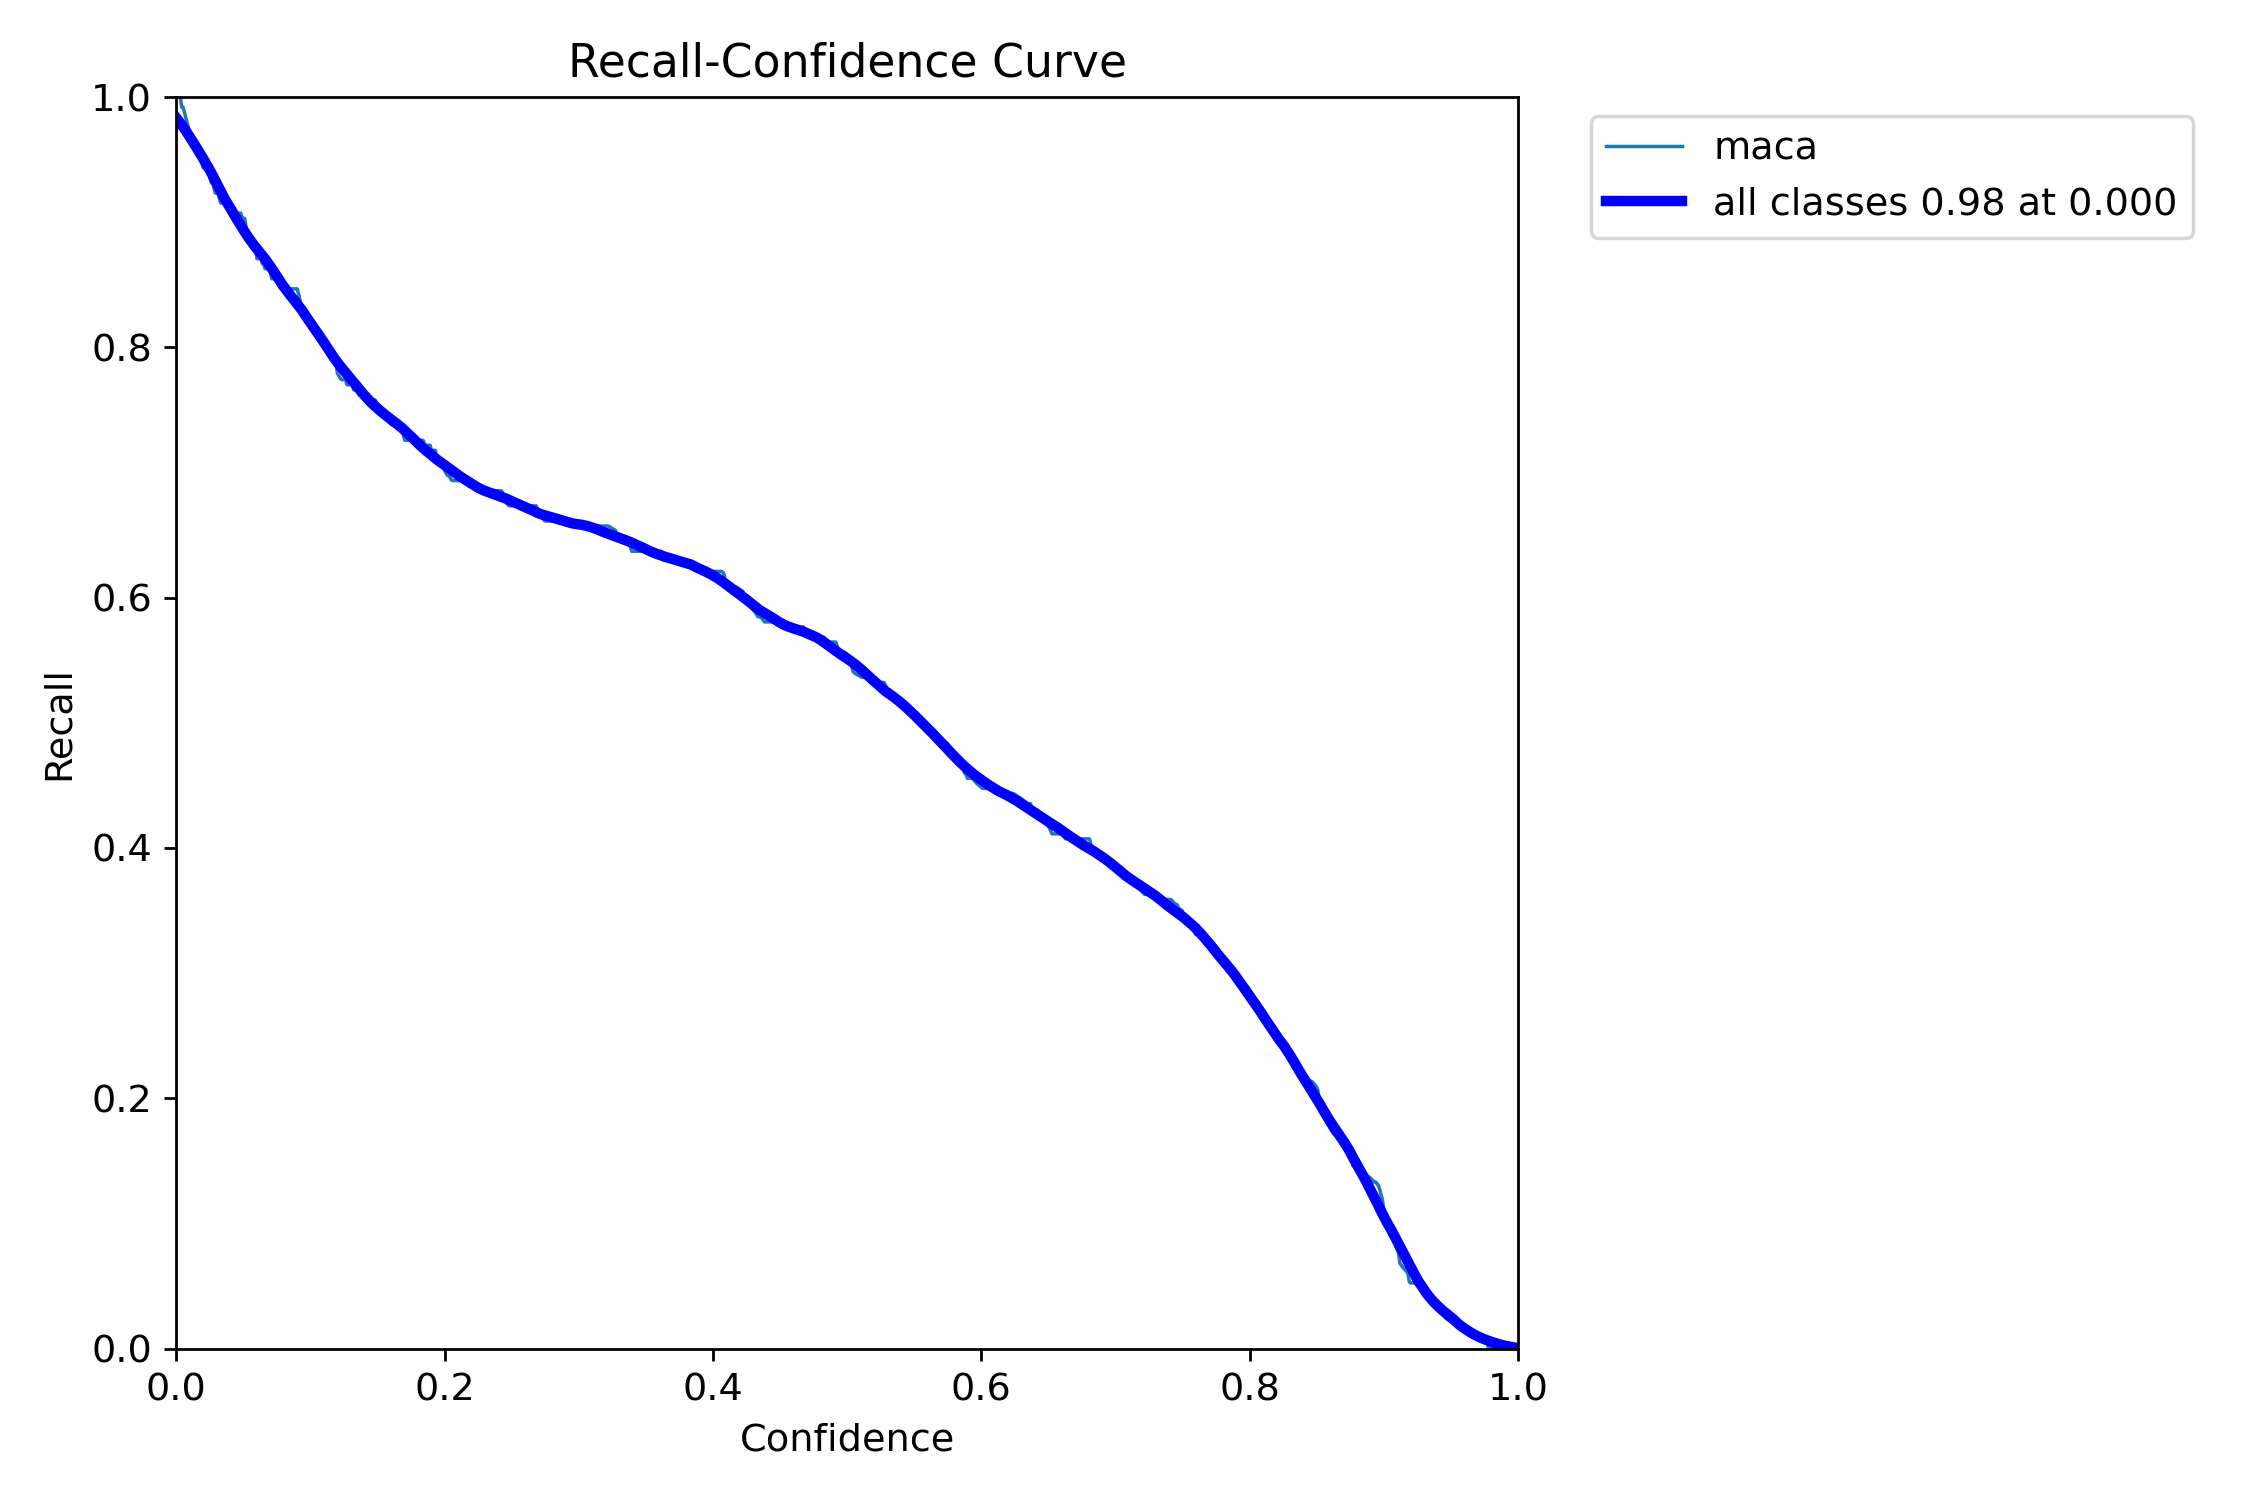 Recall-Confidence Curve
maca
all classes 0.98 at 0.000
1.0
0.8
0.6
0.4
0.2
0.0
Recall
0.0 0.2 0.4 0.6 0.8 1.0
Confidence